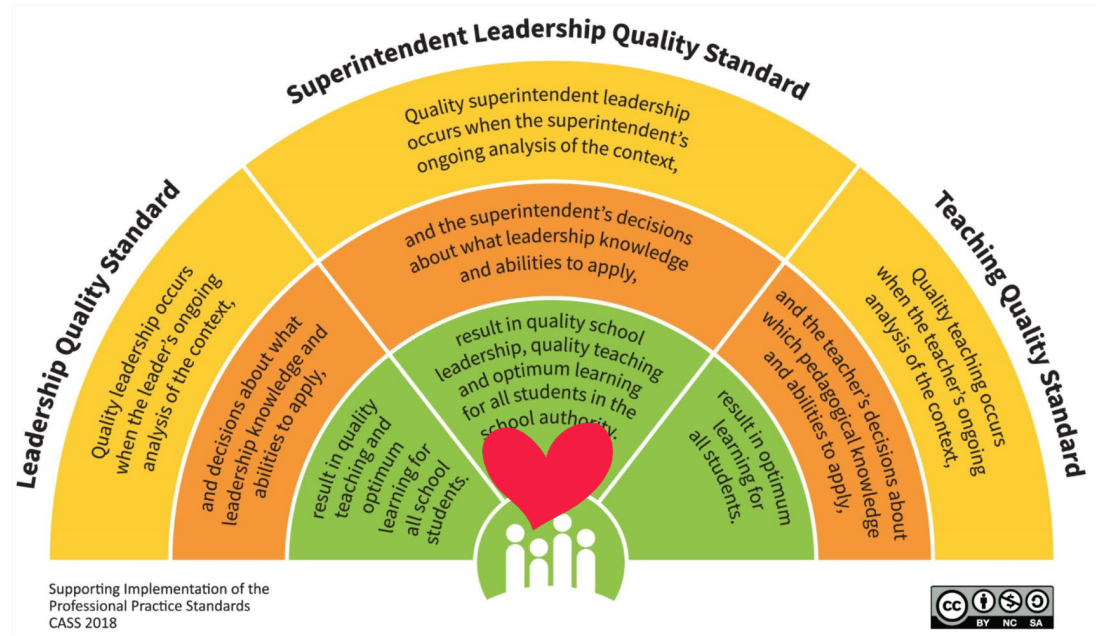 Superintendent Leadership Quality Standard
Quality superintendent leadership
occurs when the superintendent's
ongoing analysis of the context,
and the superintendent's decisions
about what leadership knowledge
and abilities to apply,
result in quality school
leadership, quality teaching
and optimum learning
for all students in the
school authority.
Leadership Quality Standard
Quality leadership occurs
when the leader's ongoing
analysis of the context,
and decisions about what
leadership knowledge and
abilities to apply,
result in quality
teaching and
optimum
learning for
all school
students.
Teaching Quality Standard
Quality teaching occurs
when the teacher's ongoing
analysis of the context,
and the teacher's decisions about
which pedagogical knowledge
and abilities to apply,
result in optimum
learning for
all students.
Supporting Implementation of the
Professional Practice Standards
CASS 2018
cc
BY NC SA